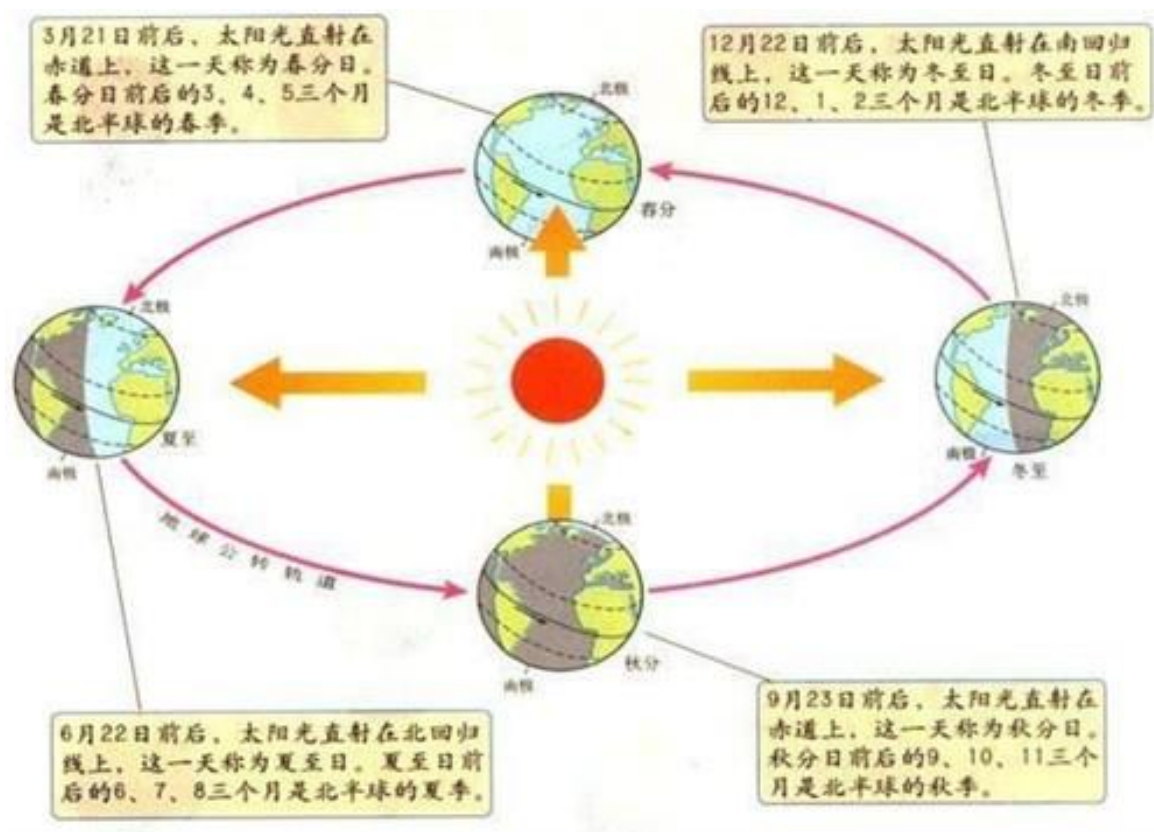 3月21日前后、太阳光直射在
赤道上，这一天称为春分日。
春分日前后的3、4、5三个月
是北半球的春季。
12月22日前后，太阳光直射在南回归
线上，这一天称为冬至日。冬至日前
后的12、1、2三个月是北半球的冬季。
北极
春分
南极
北极
夏至
南极
北极
南极
冬至
地球公转轨道
北极
秋分
南极
6月22日前后，太阳光直射在北回归
线上，这一天称为夏至日。夏至日前
后的6、7、8三个月是北半球的夏季。
9月23日前后，太阳光直射在
赤道上，这一天称为秋分日。
秋分日前后的9、10、11三个
月是北半球的秋季。